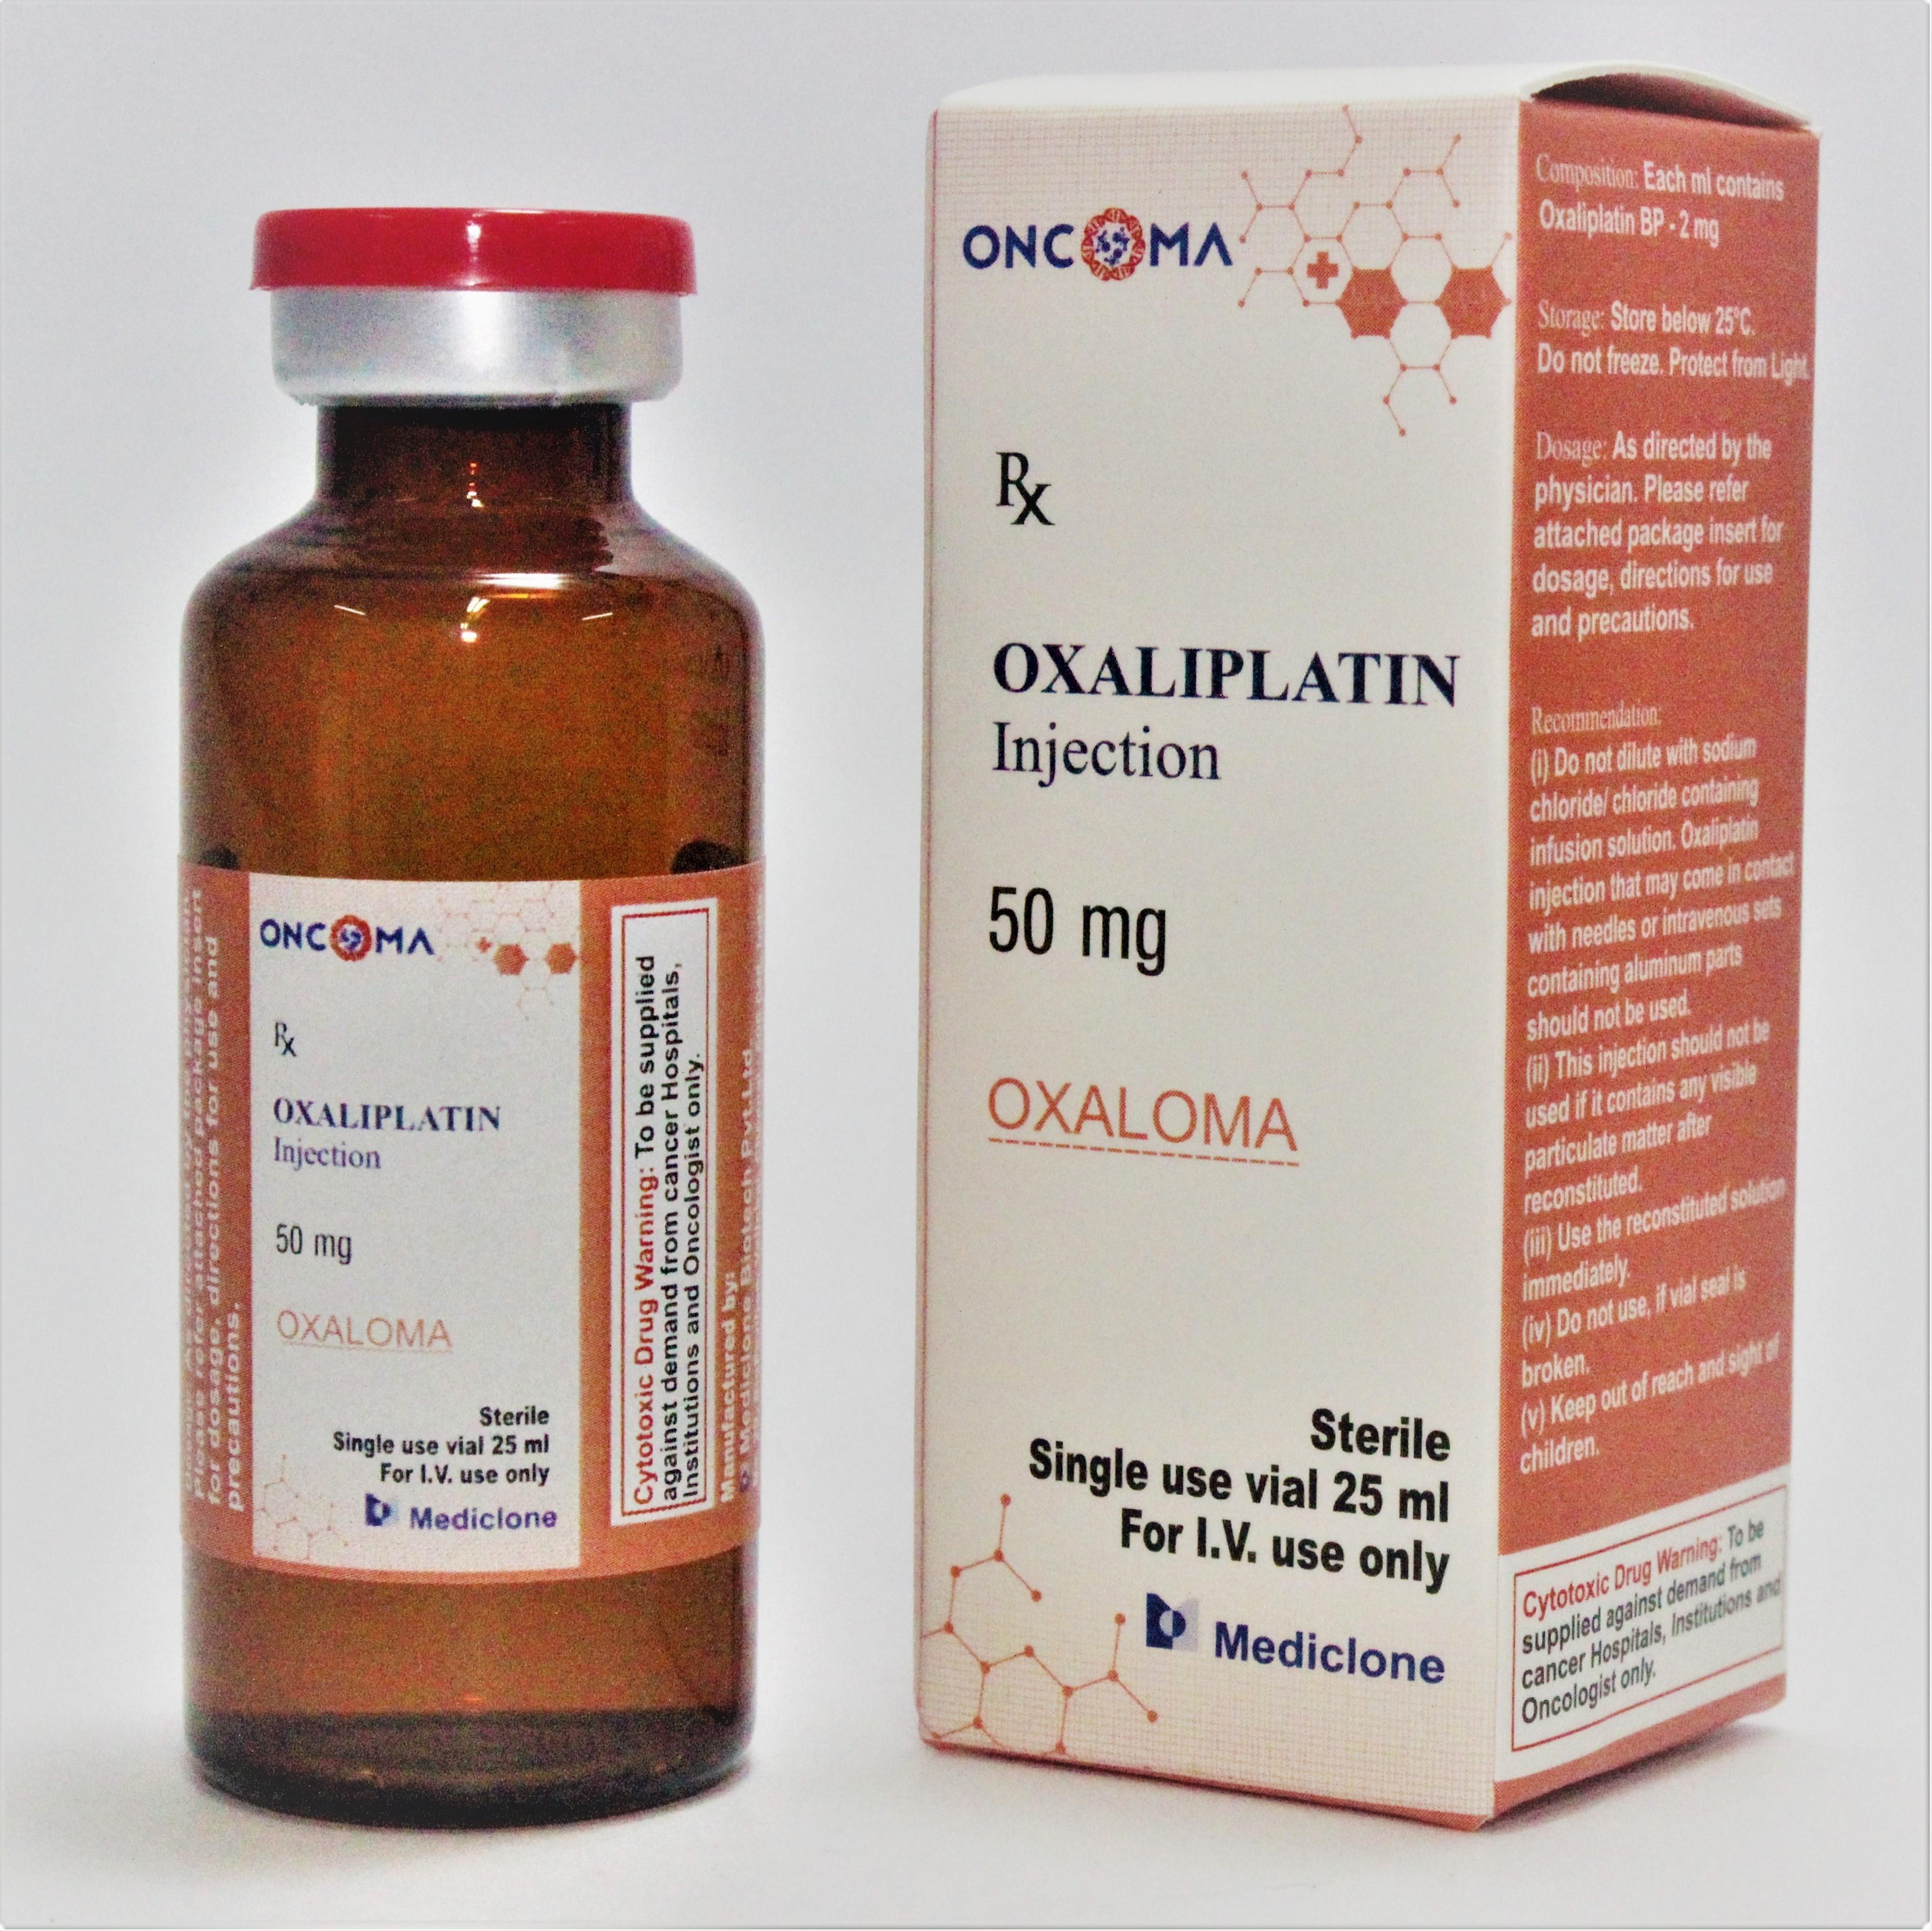 ONCOMA
Rx
OXALIPLATIN
Injection
50 mg
OXALOMA
Sterile
Single use vial 25 ml
For I.V. use only
Mediclone
Please refer attached package insert
for dosage, directions for use and
precautions.
Cytotoxic Drug Warning: To be supplied
against demand from cancer Hospitals,
Institutions and Oncologist only.
Manufactured by:
Mediclone Biotech Pvt.Ltd.
ONCOMA
Rx
OXALIPLATIN
Injection
50 mg
OXALOMA
Sterile
Single use vial 25 ml
For I.V. use only
Mediclone
Composition: Each ml contains
Oxaliplatin BP - 2 mg
Storage: Store below 25°C.
Do not freeze. Protect from Light.
Dosage: As directed by the
physician. Please refer
attached package insert for
dosage, directions for use
and precautions.
Recommendation:
(i) Do not dilute with sodium
chloride/ chloride containing
infusion solution. Oxaliplatin
injection that may come in contact
with needles or intravenous sets
containing aluminum parts
should not be used.
(ii) This injection should not be
used if it contains any visible
particulate matter after
reconstituted.
(iii) Use the reconstituted solution
immediately.
(iv) Do not use, if vial seal is
broken.
(v) Keep out of reach and sight of
children.
Cytotoxic Drug Warning: To be
supplied against demand from
cancer Hospitals, Institutions and
Oncologist only.